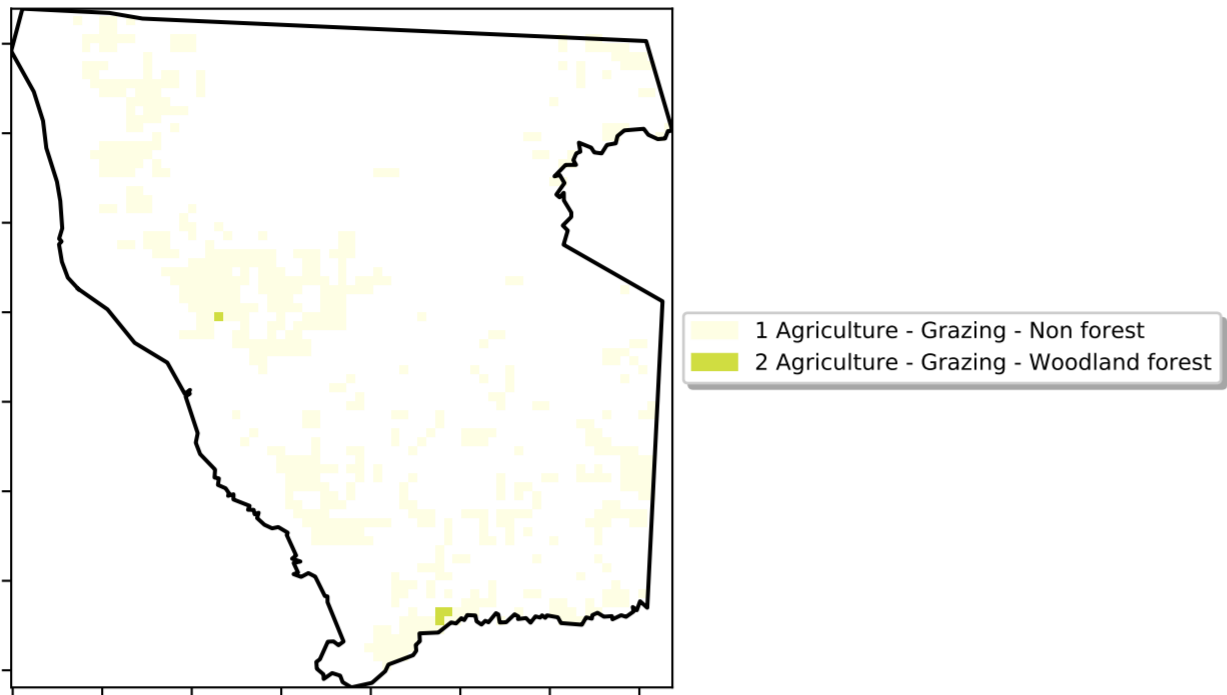 1 Agriculture - Grazing - Non forest
2 Agriculture - Grazing - Woodland forest